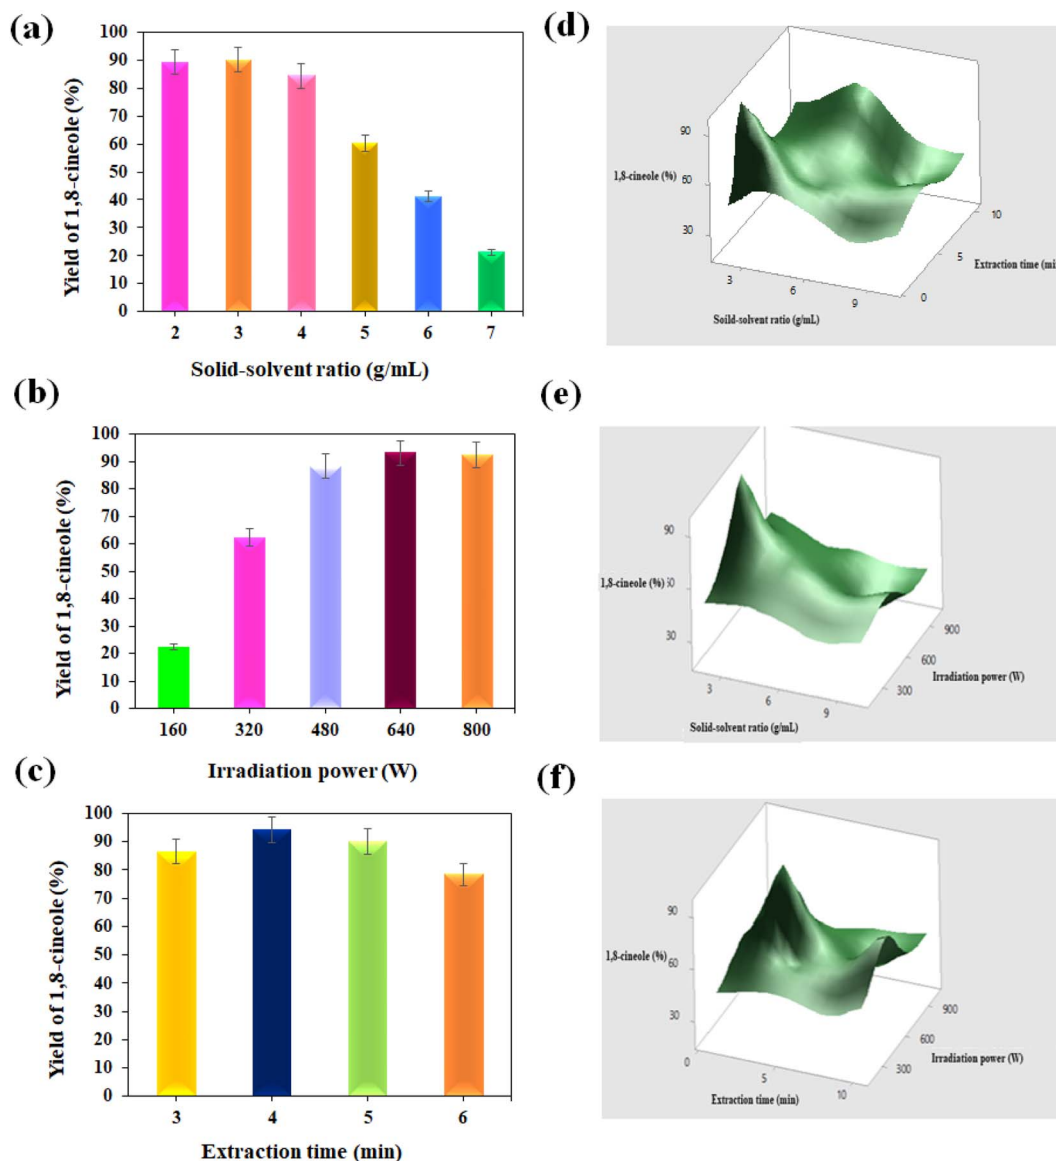 (a)
100
90
80
70
60
50
40
30
20
10
0
Yield of 1,8-cineole (%)
2 3 4 5 6 7
Solid-solvent ratio (g/mL)
(d)
90
60
30
1,8-cineole (%)
3 6 9
Soild-solvent ratio (g/mL)
0 5 10
Extraction time (min
(b)
100
90
80
70
60
50
40
30
20
10
0
Yield of 1,8-cineole (%)
160 320 480 640 800
Irradiation power (W)
(e)
90
60
30
1,8-cineole (%)
3 6 9
Solid-solvent ratio (g/mL)
300 600 900
Irradiation power (W)
(c)
100
90
80
70
60
50
40
30
20
10
0
Yield of 1,8-cineole (%)
3 4 5 6
Extraction time (min)
(f)
90
60
30
1,8-cineole (%)
0 5 10
Extraction time (min)
300 600 900
Irradiation power (W)